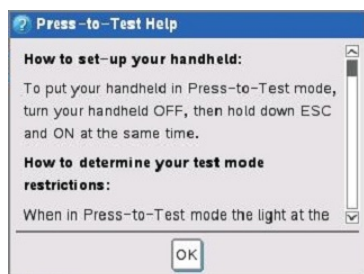 Press-to-Test Help
How to set-up your handheld:
To put your handheld in Press-to-Test mode,
turn your handheld OFF, then hold down ESC
and ON at the same time.
How to determine your test mode
restrictions:
When in Press-to-Test mode the light at the
OK